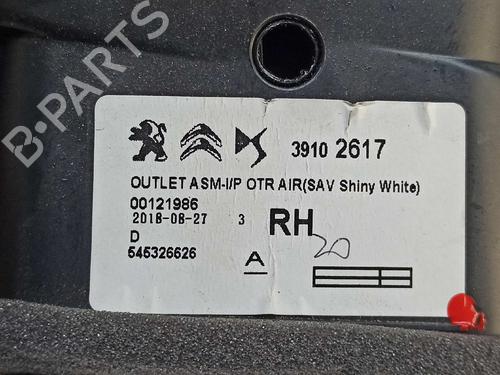 B-PARTS
3910 2617
OUTLET ASM-I/P OTR AIR(SAV Shiny White)
00121986
2018-08-27 3 RH
20
D
545326626 A